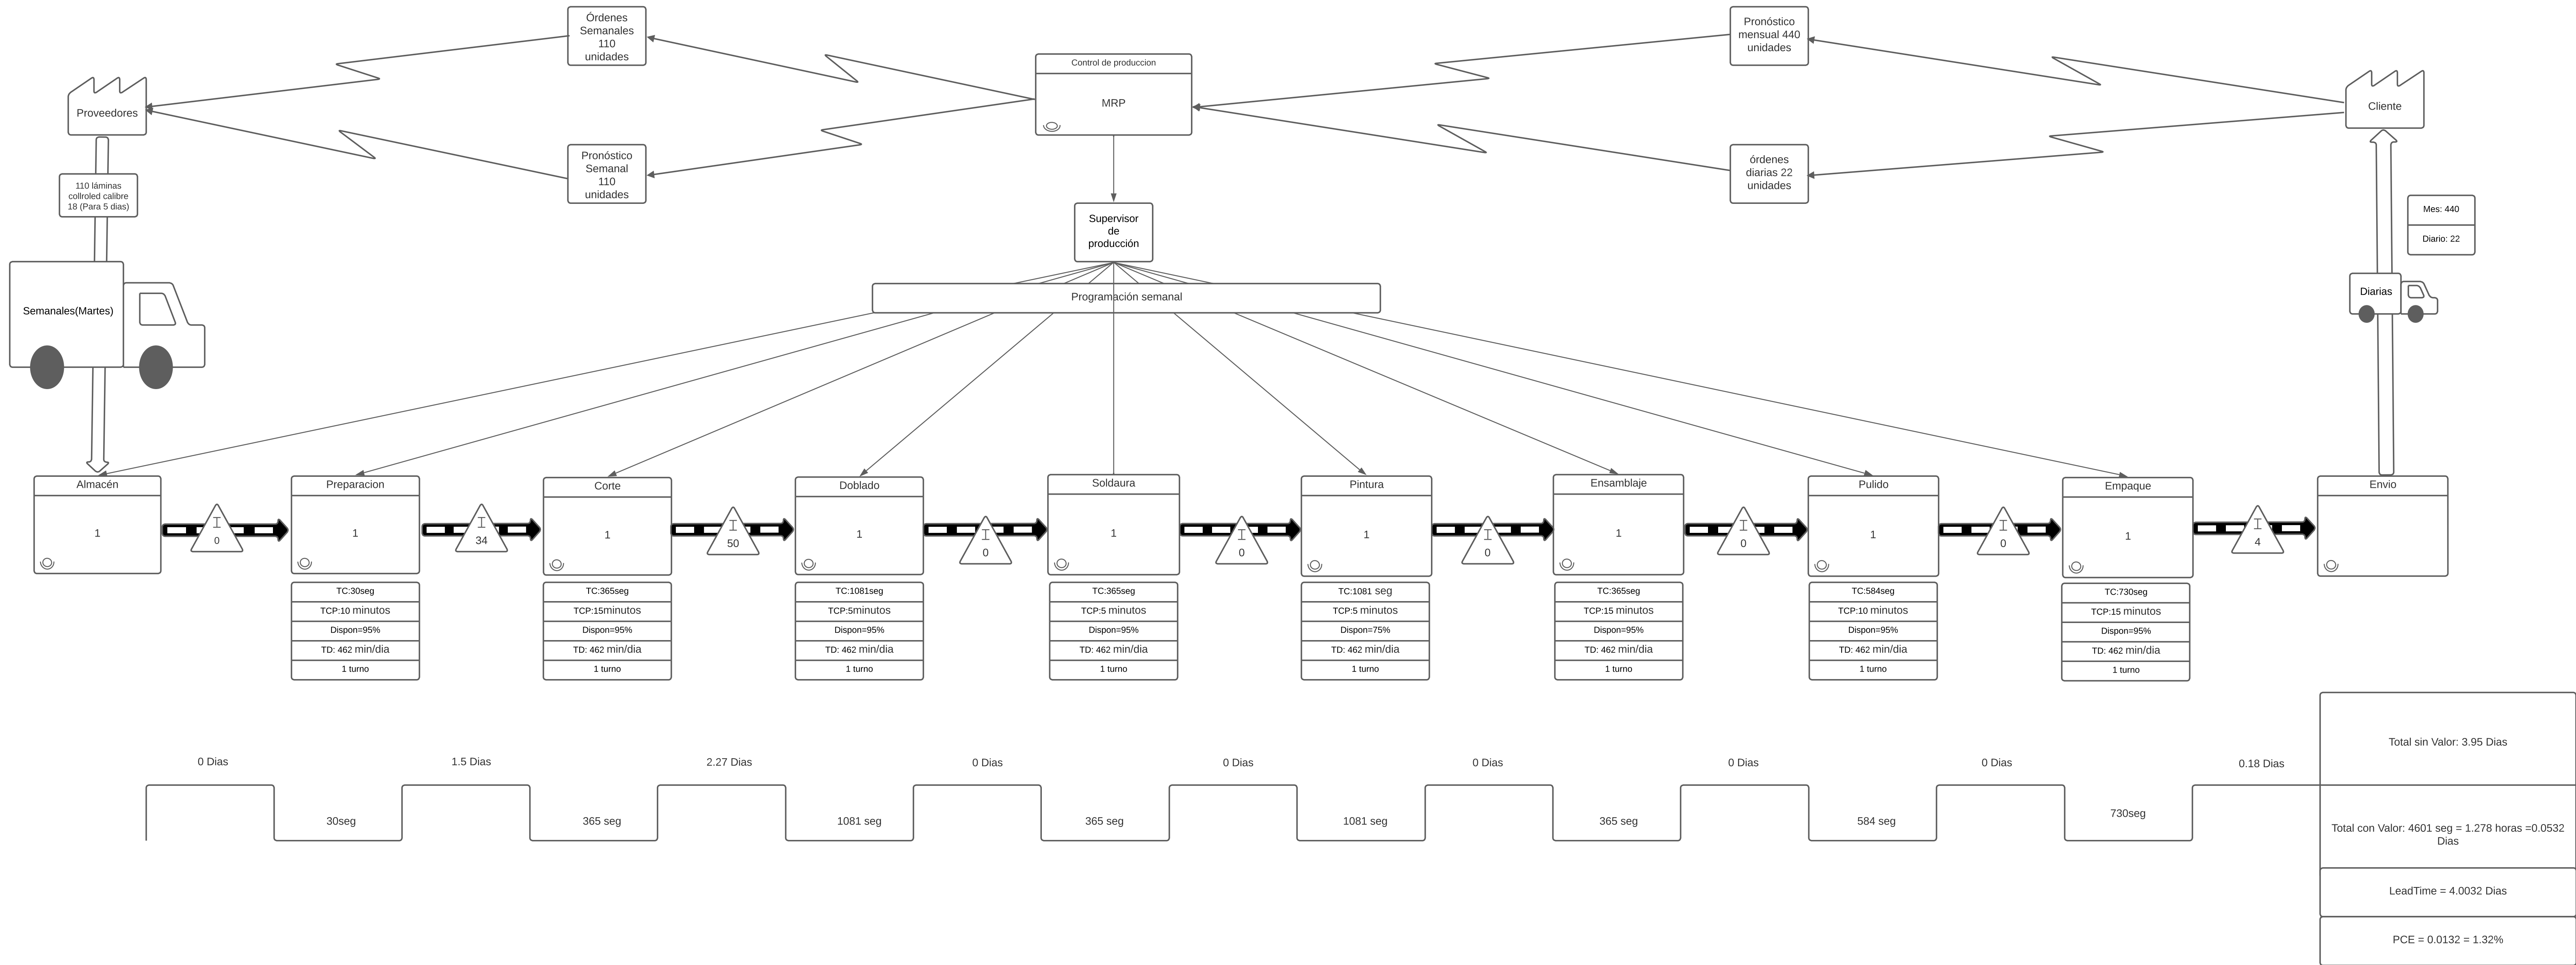 Órdenes
Semanales
110
unidades
Pronóstico
mensual 440
unidades
Control de produccion
MRP
Proveedores
Cliente
Pronóstico
Semanal
110
unidades
órdenes
diarias 22
unidades
110 láminas
collroled calibre
18 (Para 5 dias)
Supervisor
de
producción
Mes: 440
Diario: 22
Semanales(Martes)
Programación semanal
Diarias
Almacén
1
I
0
Preparacion
1
I
34
Corte
1
I
50
Doblado
1
I
0
Soldaura
1
I
0
Pintura
1
I
0
Ensamblaje
1
I
0
Pulido
1
I
0
Empaque
1
I
4
Envio
TC:30seg
TCP:10 minutos
Dispon=95%
TD: 462 min/dia
1 turno
TC:365seg
TCP:15minutos
Dispon=95%
TD: 462 min/dia
1 turno
TC:1081seg
TCP:5minutos
Dispon=95%
TD: 462 min/dia
1 turno
TC:365seg
TCP:5 minutos
Dispon=95%
TD: 462 min/dia
1 turno
TC:1081 seg
TCP:5 minutos
Dispon=75%
TD: 462 min/dia
1 turno
TC:365seg
TCP:15 minutos
Dispon=95%
TD: 462 min/dia
1 turno
TC:584seg
TCP:10 minutos
Dispon=95%
TD: 462 min/dia
1 turno
TC:730seg
TCP:15 minutos
Dispon=95%
TD: 462 min/dia
1 turno
0 Dias
1.5 Dias
2.27 Dias
0 Dias
0 Dias
0 Dias
0 Dias
0 Dias
0.18 Dias
30seg
365 seg
1081 seg
365 seg
1081 seg
365 seg
584 seg
730seg
Total sin Valor: 3.95 Dias
Total con Valor: 4601 seg = 1.278 horas =0.0532
Dias
LeadTime = 4.0032 Dias
PCE = 0.0132 = 1.32%